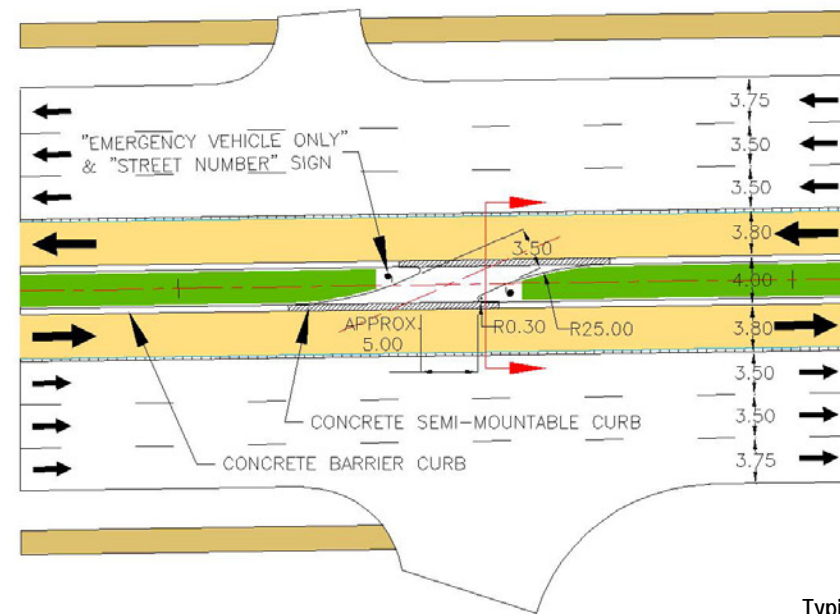 3.75
"EMERGENCY VEHICLE ONLY"
& "STREET NUMBER" SIGN
3.50
3.50
3.80
3.50
4.00
APPROX.
5.00
R0.30
R25.00
3.80
3.50
CONCRETE SEMI-MOUNTABLE CURB
3.50
CONCRETE BARRIER CURB
3.75
Typi